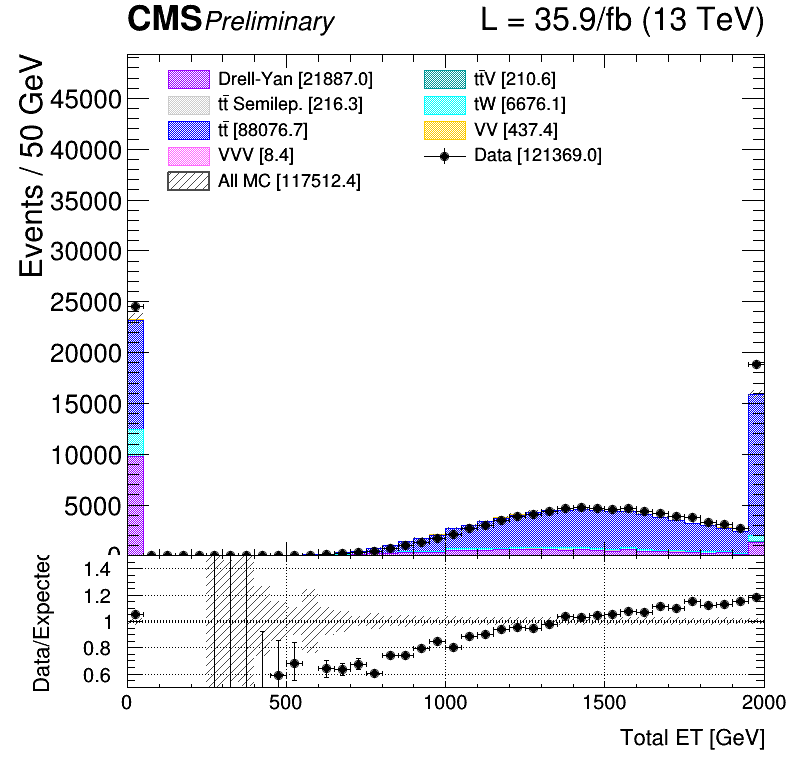 CMS Preliminary L = 35.9/fb (13 TeV)
Events / 50 GeV
Drell-Yan [21887.0]
tt̄ Semilep. [216.3]
tt̄ [88076.7]
VVV [8.4]
All MC [117512.4]
tt̄V [210.6]
tW [6676.1]
VV [437.4]
Data [121369.0]
45000
40000
35000
30000
25000
20000
15000
10000
5000
0
Data/Expected
1.4
1.2
1
0.8
0.6
0 500 1000 1500 2000
Total ET [GeV]